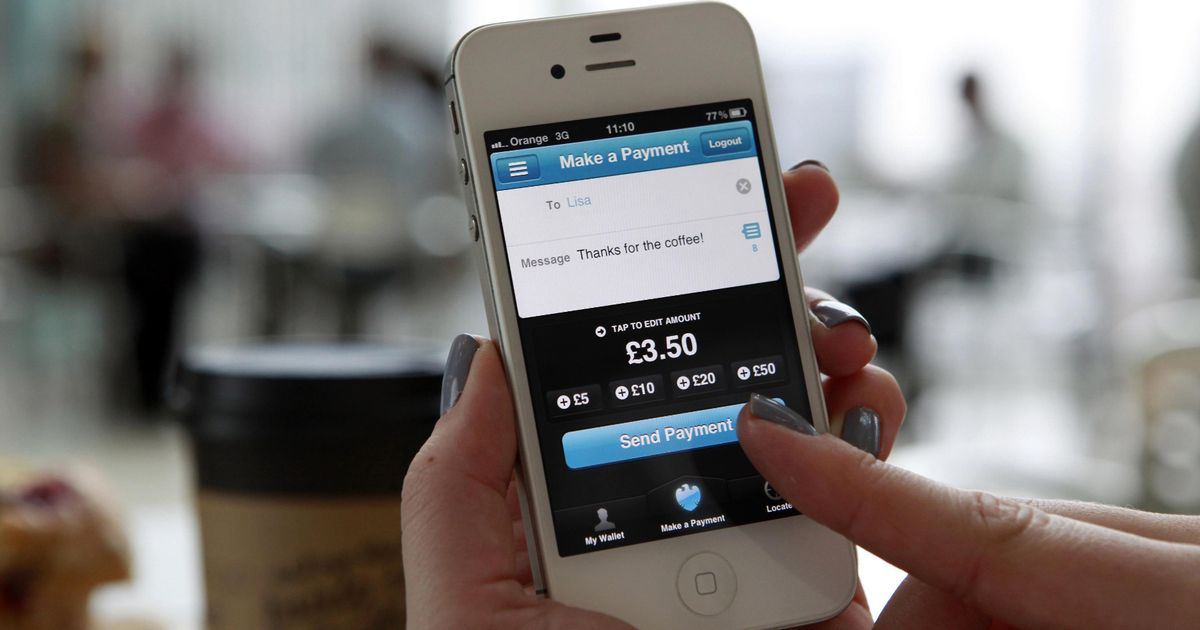 Orange 3G 11:10 77%
Make a Payment Logout
To Lisa
Message Thanks for the coffee!
8
TAP TO EDIT AMOUNT
£3.50
£5 £10 £20 £50
Send Payment
My Wallet Make a Payment Locate